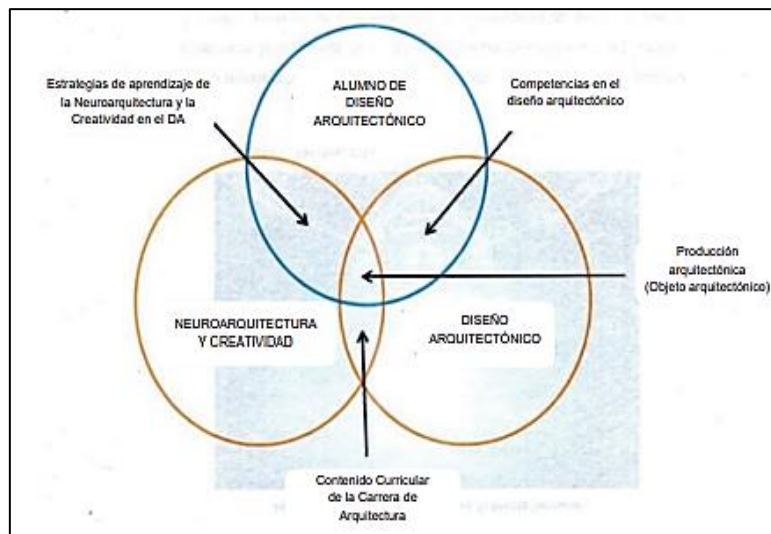 Estrategias de aprendizaje de
la Neuroarquitectura y la
Creatividad en el DA
ALUMNO DE
DISEÑO
ARQUITECTÓNICO
Competencias en el
diseño arquitectónico
Producción
arquitectónica
(Objeto arquitectónico)
NEUROARQUITECTURA
Y CREATIVIDAD
DISEÑO
ARQUITECTÓNICO
Contenido Curricular
de la Carrera de
Arquitectura